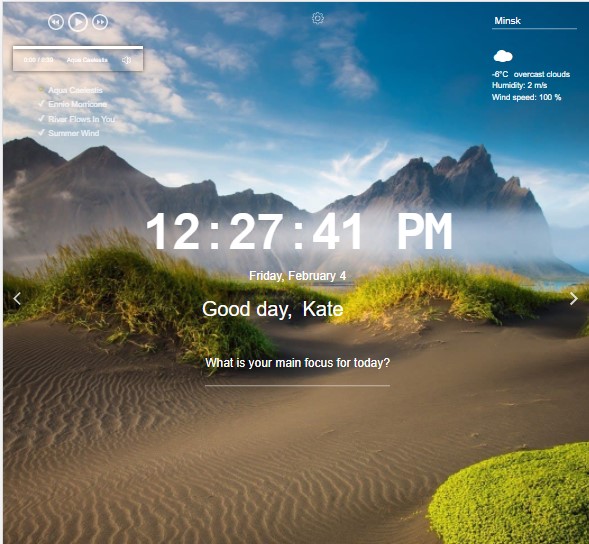 Minsk
0:00 / 0:39 Aqua Caelestis
-6°C overcast clouds
Humidity: 2 m/s
Wind speed: 100 %
Aqua Caelestis
Ennio Morricone
River Flows In You
Summer Wind
12:27:41 PM
Friday, February 4
Good day, Kate
What is your main focus for today?